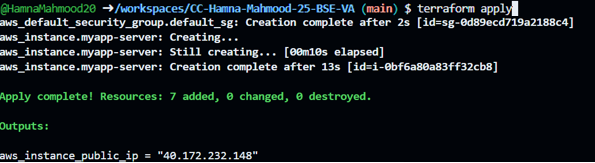 @HamnaMahmood20 →/workspaces/CC-Hamna-Mahmood-25-BSE-VA (main) $ terraform apply
aws_default_security_group.default_sg: Creation complete after 2s [id=sg-0d89ecd719a2188c4]
aws_instance.myapp-server: Creating...
aws_instance.myapp-server: Still creating... [00m10s elapsed]
aws_instance.myapp-server: Creation complete after 13s [id=i-0bf6a80a83ff32cb8]
Apply complete! Resources: 7 added, 0 changed, 0 destroyed.
Outputs:
aws_instance_public_ip = "40.172.232.148"